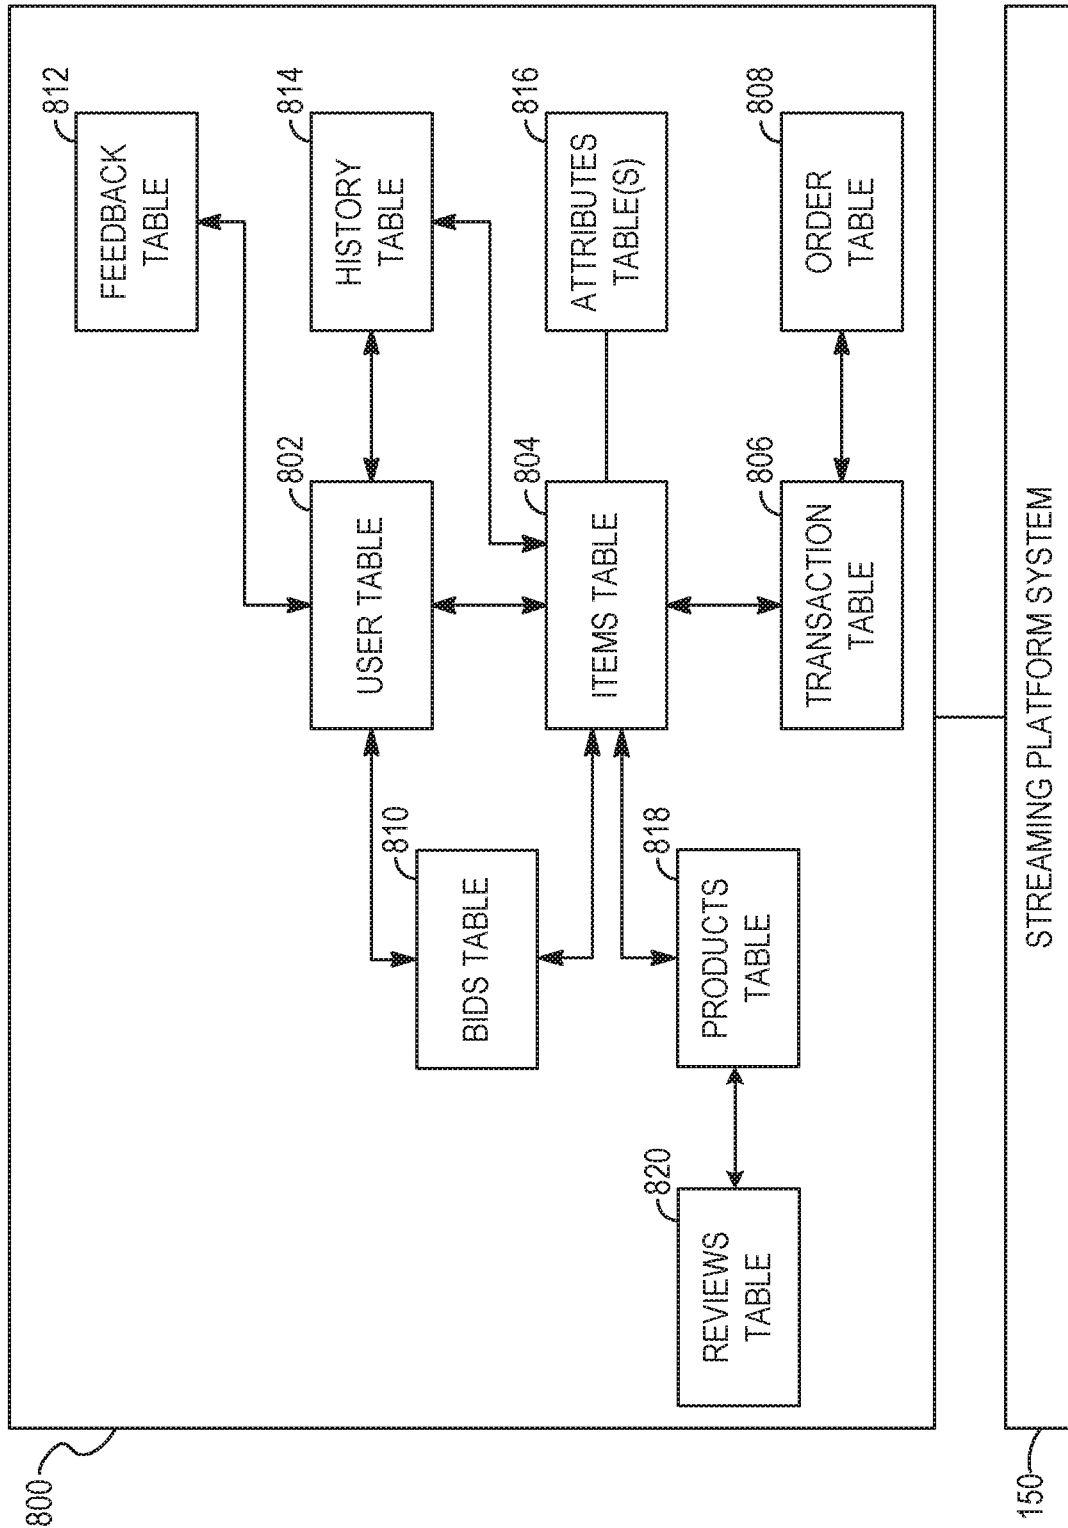 800
812
FEEDBACK
TABLE
802
USER TABLE
814
HISTORY
TABLE
810
BIDS TABLE
804
ITEMS TABLE
816
ATTRIBUTES
TABLE(S)
820
REVIEWS
TABLE
818
PRODUCTS
TABLE
806
TRANSACTION
TABLE
808
ORDER
TABLE
150
STREAMING PLATFORM SYSTEM